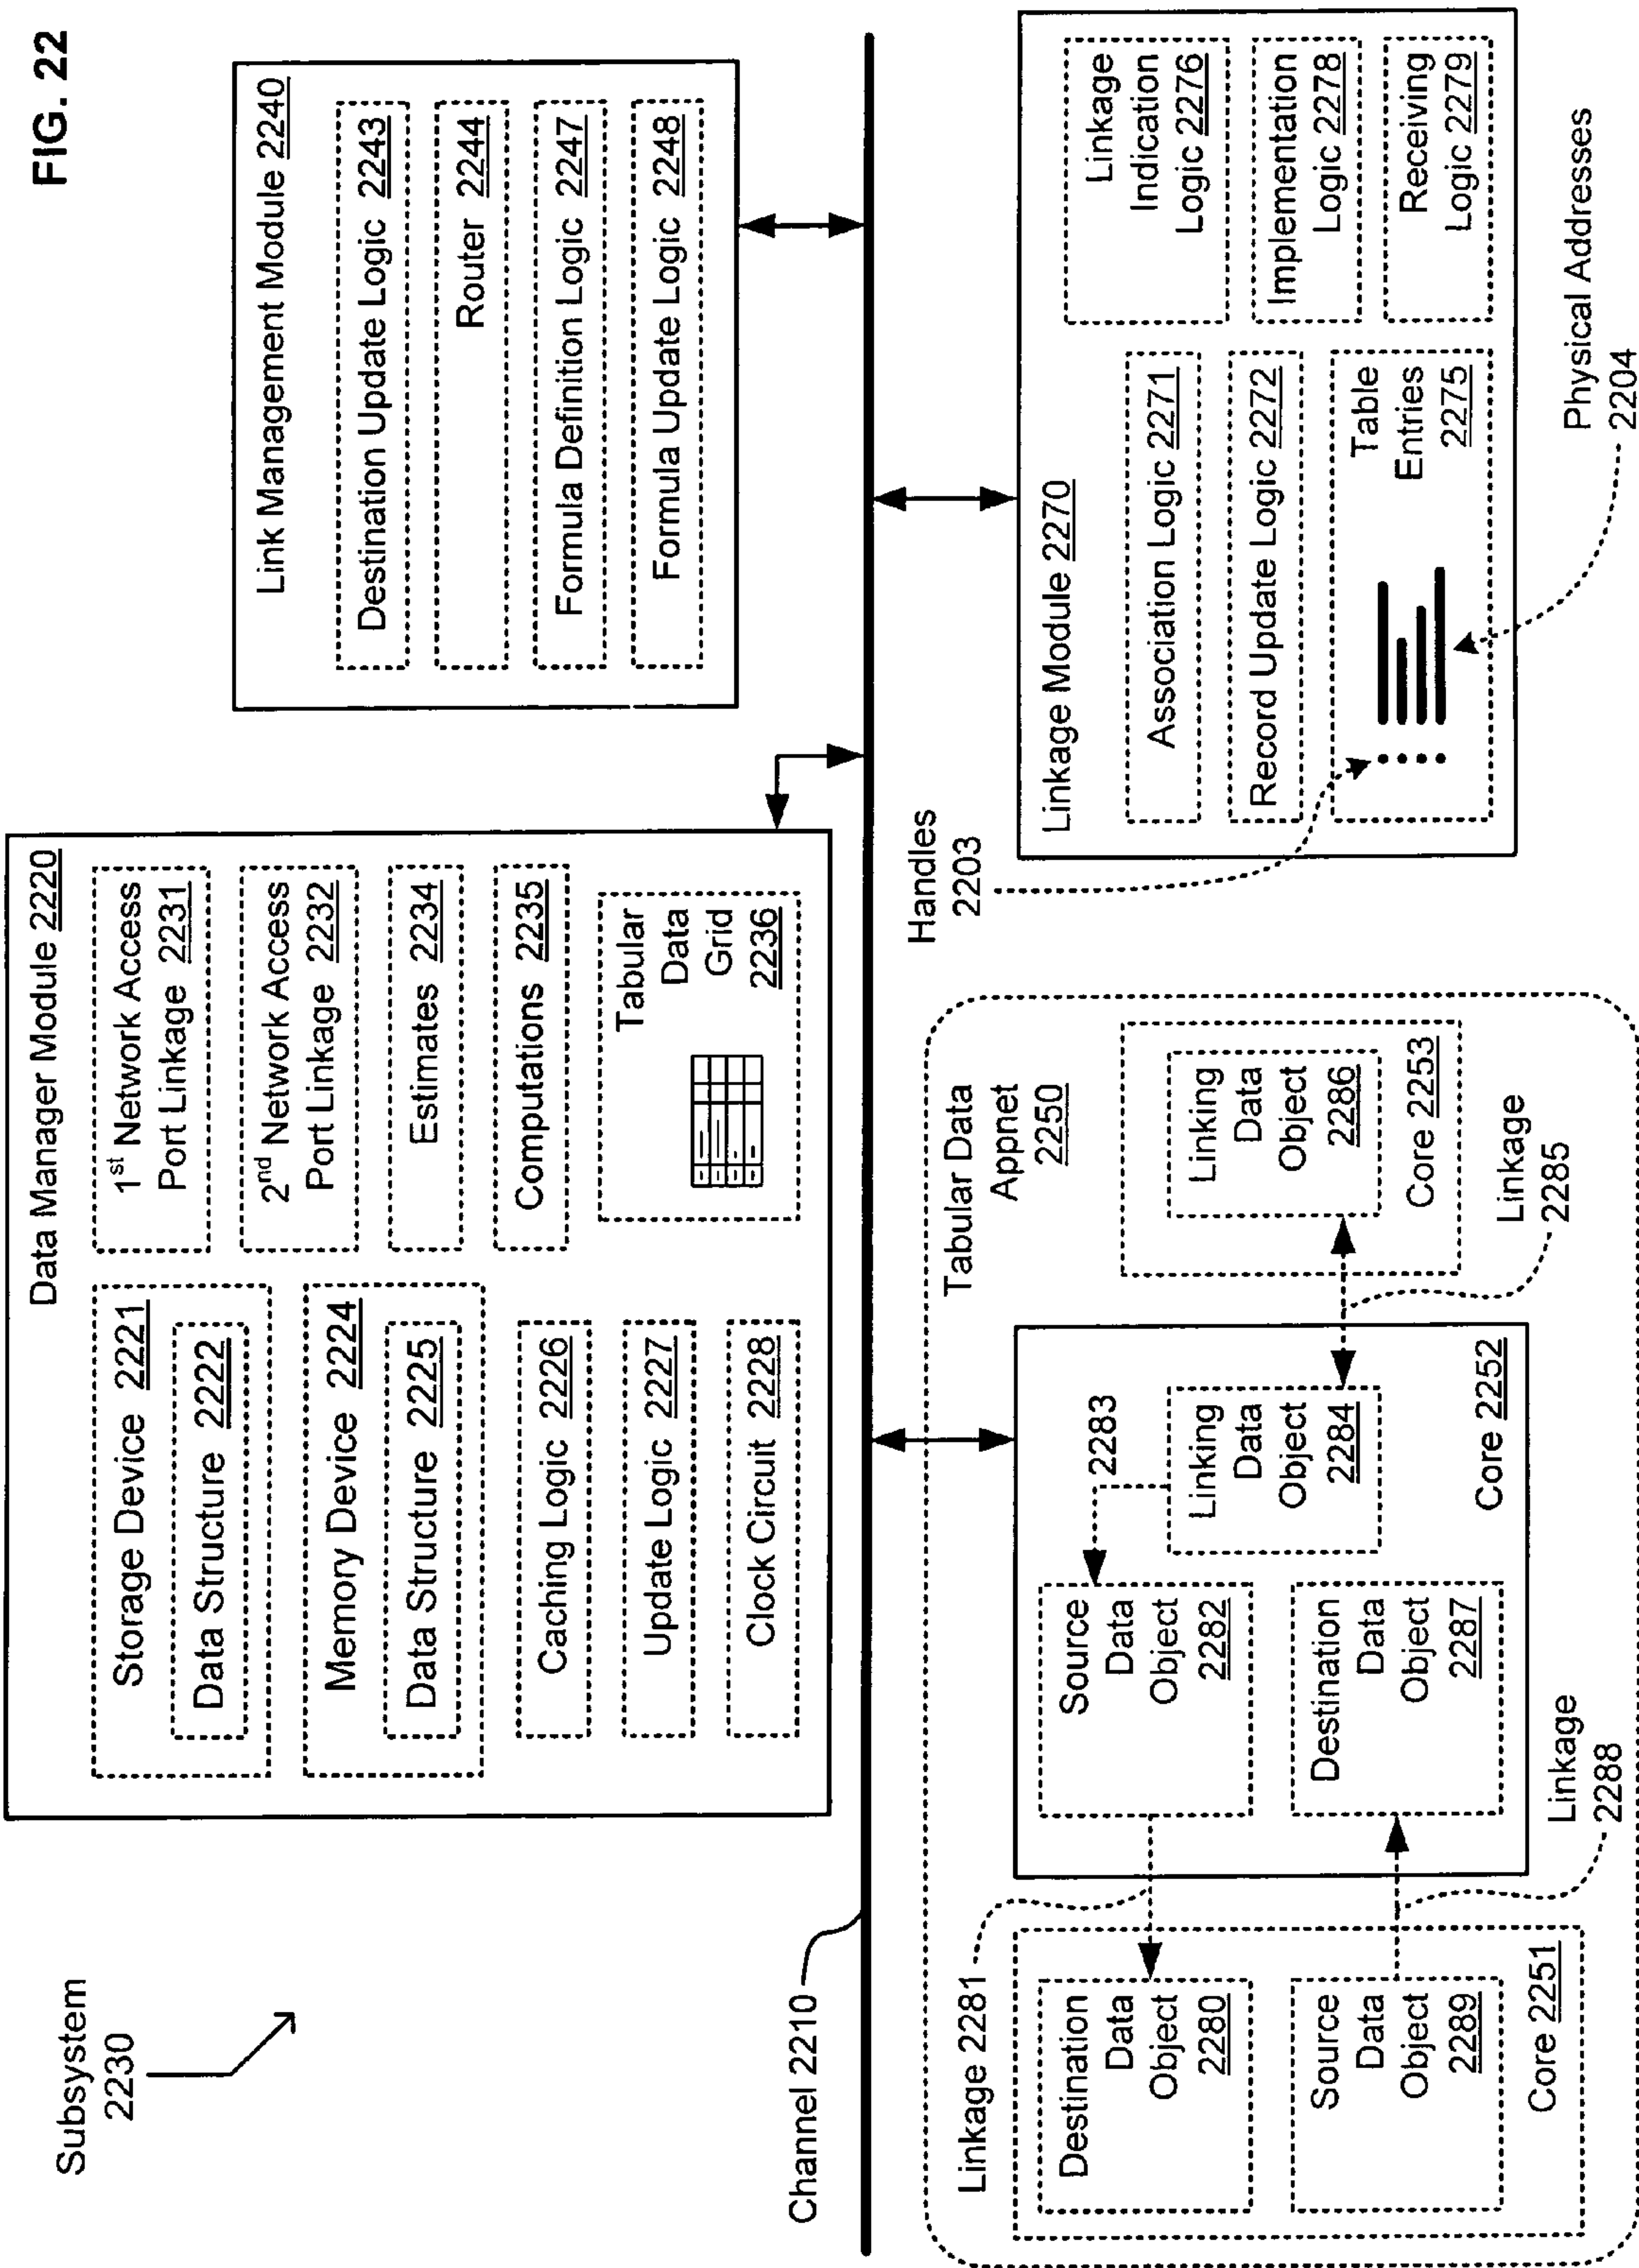 FIG. 22
Subsystem
2230
Data Manager Module 2220
Storage Device 2221
Data Structure 2222
Memory Device 2224
Data Structure 2225
Caching Logic 2226
Update Logic 2227
Clock Circuit 2228
1st Network Access
Port Linkage 2231
2nd Network Access
Port Linkage 2232
Estimates 2234
Computations 2235
Tabular
Data
Grid
2236
Link Management Module 2240
Destination Update Logic 2243
Router 2244
Formula Definition Logic 2247
Formula Update Logic 2248
Channel 2210
Linkage 2281
Tabular Data
Appnet
2250
Destination
Data
Object
2280
Source
Data
Object
2289
Core 2251
Source
Data
Object
2282
2283
Linking
Data
Object
2284
Destination
Data
Object
2287
Core 2252
Linkage
2288
Linking
Data
Object
2286
Core 2253
Linkage
2285
Handles
2203
Linkage Module 2270
Association Logic 2271
Record Update Logic 2272
Table
Entries
2275
Linkage
Indication
Logic 2276
Implementation
Logic 2278
Receiving
Logic 2279
Physical Addresses
2204